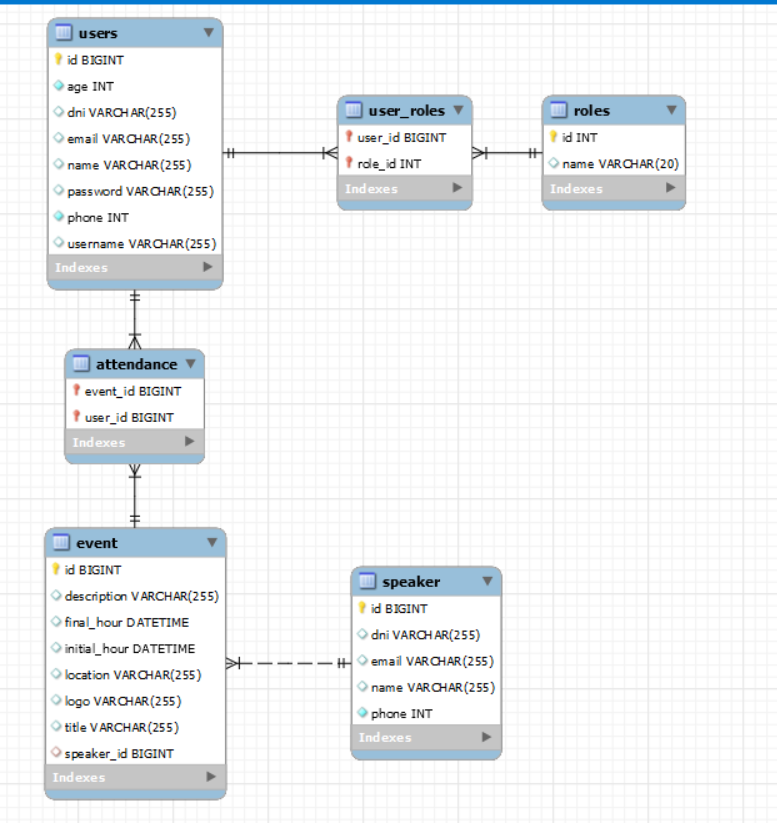 users
id BIGINT
age INT
dni VARCHAR(255)
email VARCHAR(255)
name VARCHAR(255)
password VARCHAR(255)
phone INT
username VARCHAR(255)
Indexes
user_roles
user_id BIGINT
role_id INT
Indexes
roles
id INT
name VARCHAR(20)
Indexes
attendance
event_id BIGINT
user_id BIGINT
Indexes
event
id BIGINT
description VARCHAR(255)
final_hour DATETIME
initial_hour DATETIME
location VARCHAR(255)
logo VARCHAR(255)
title VARCHAR(255)
speaker_id BIGINT
Indexes
speaker
id BIGINT
dni VARCHAR(255)
email VARCHAR(255)
name VARCHAR(255)
phone INT
Indexes